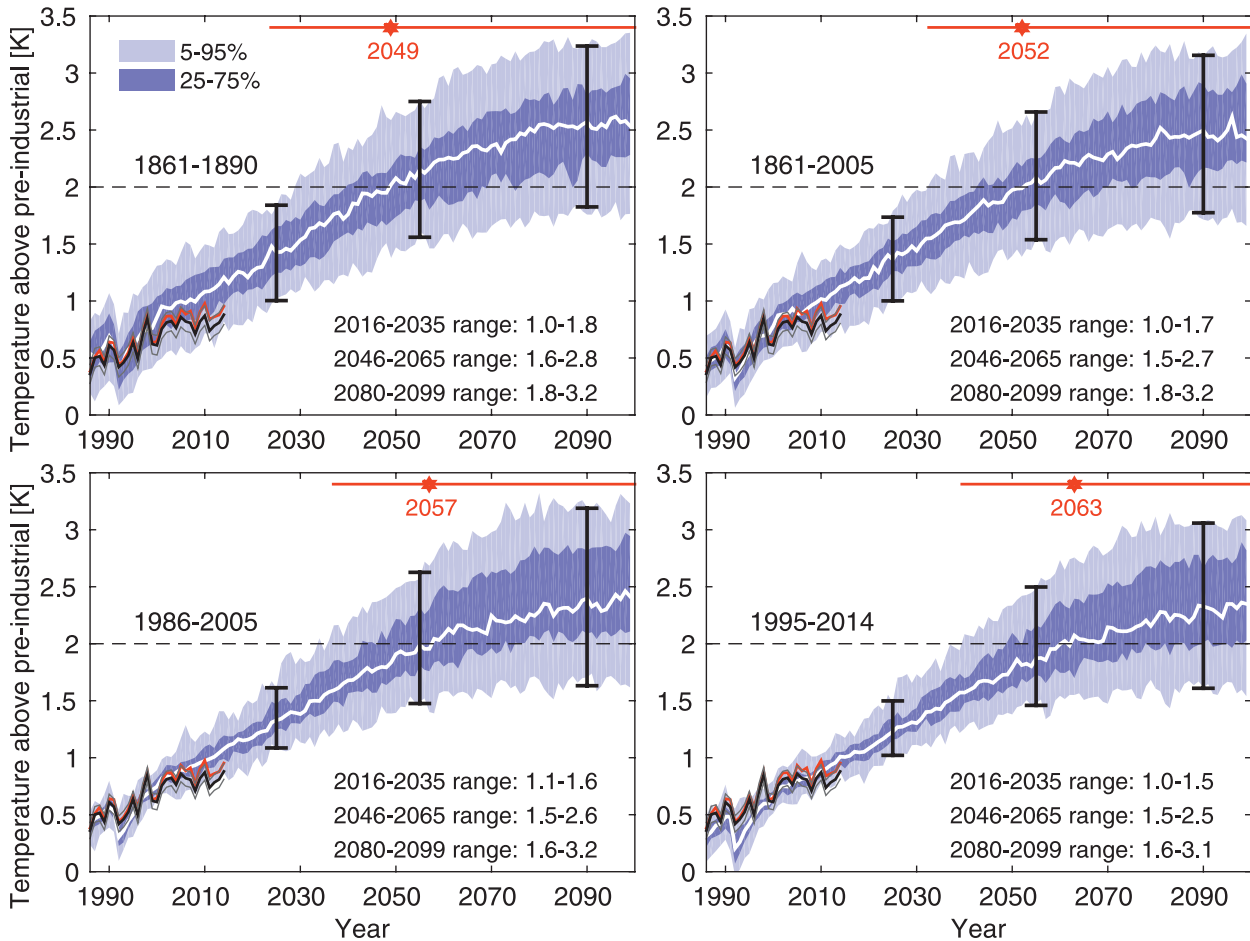 Temperature above pre-industrial [K]
3.5
3
2.5
2
1.5
1
0.5
0
5-95%
25-75%
2049
1861-1890
2016-2035 range: 1.0-1.8
2046-2065 range: 1.6-2.8
2080-2099 range: 1.8-3.2
1990 2010 2030 2050 2070 2090
3.5
3
2.5
2
1.5
1
0.5
0
2052
1861-2005
2016-2035 range: 1.0-1.7
2046-2065 range: 1.5-2.7
2080-2099 range: 1.8-3.2
1990 2010 2030 2050 2070 2090
Temperature above pre-industrial [K]
3.5
3
2.5
2
1.5
1
0.5
0
2057
1986-2005
2016-2035 range: 1.1-1.6
2046-2065 range: 1.5-2.6
2080-2099 range: 1.6-3.2
1990 2010 2030 2050 2070 2090
Year
3.5
3
2.5
2
1.5
1
0.5
0
2063
1995-2014
2016-2035 range: 1.0-1.5
2046-2065 range: 1.5-2.5
2080-2099 range: 1.6-3.1
1990 2010 2030 2050 2070 2090
Year